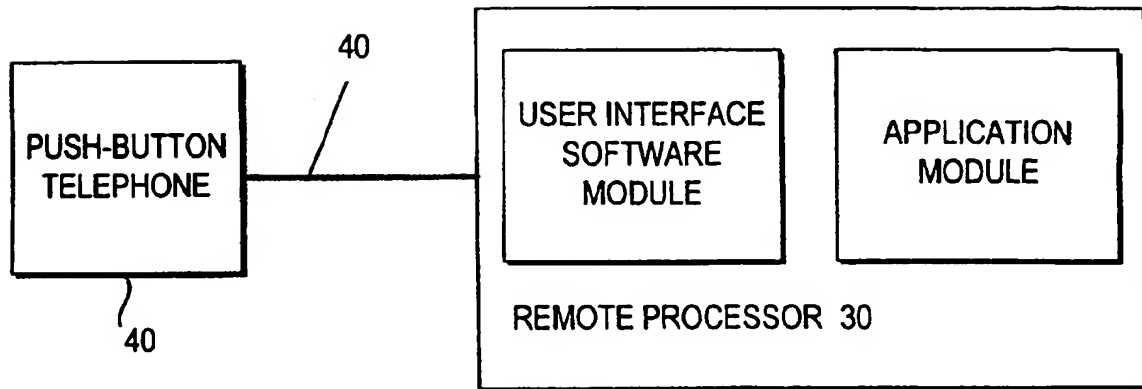 40
PUSH-BUTTON
TELEPHONE
40
USER INTERFACE
SOFTWARE
MODULE
APPLICATION
MODULE
REMOTE PROCESSOR 30